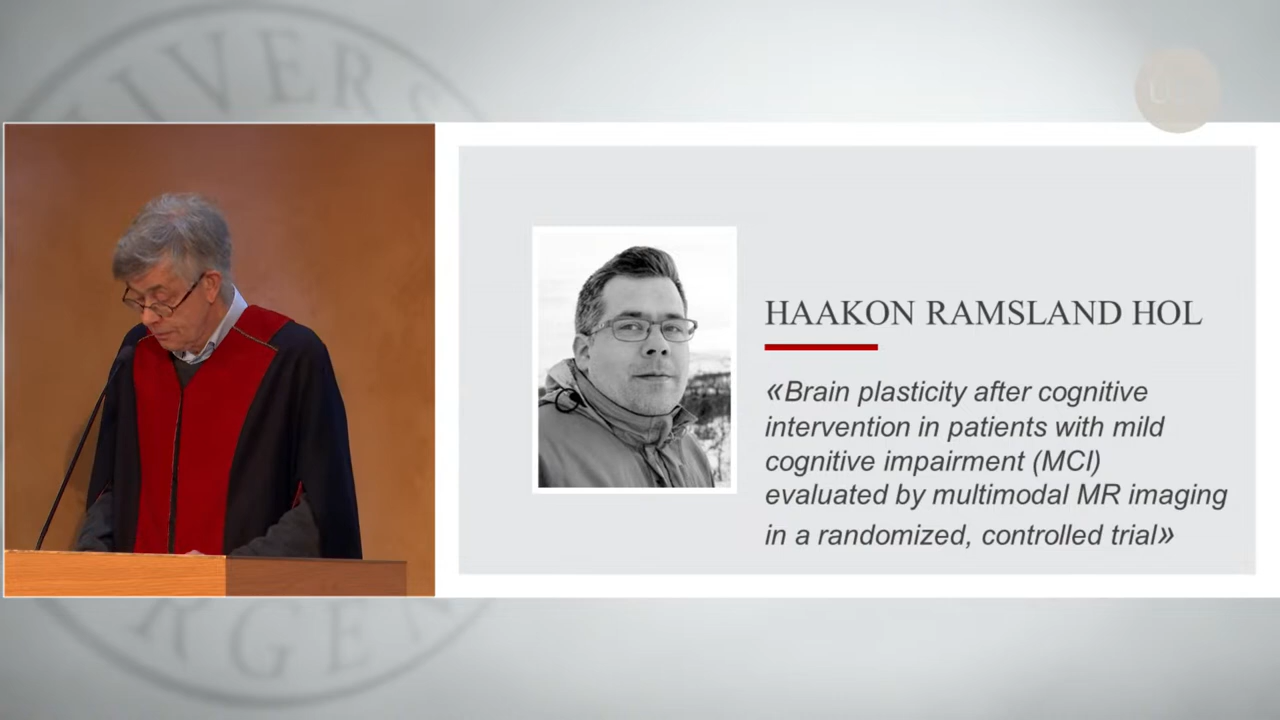 HAAKON RAMSLAND HOL
«Brain plasticity after cognitive
intervention in patients with mild
cognitive impairment (MCI)
evaluated by multimodal MR imaging
in a randomized, controlled trial»